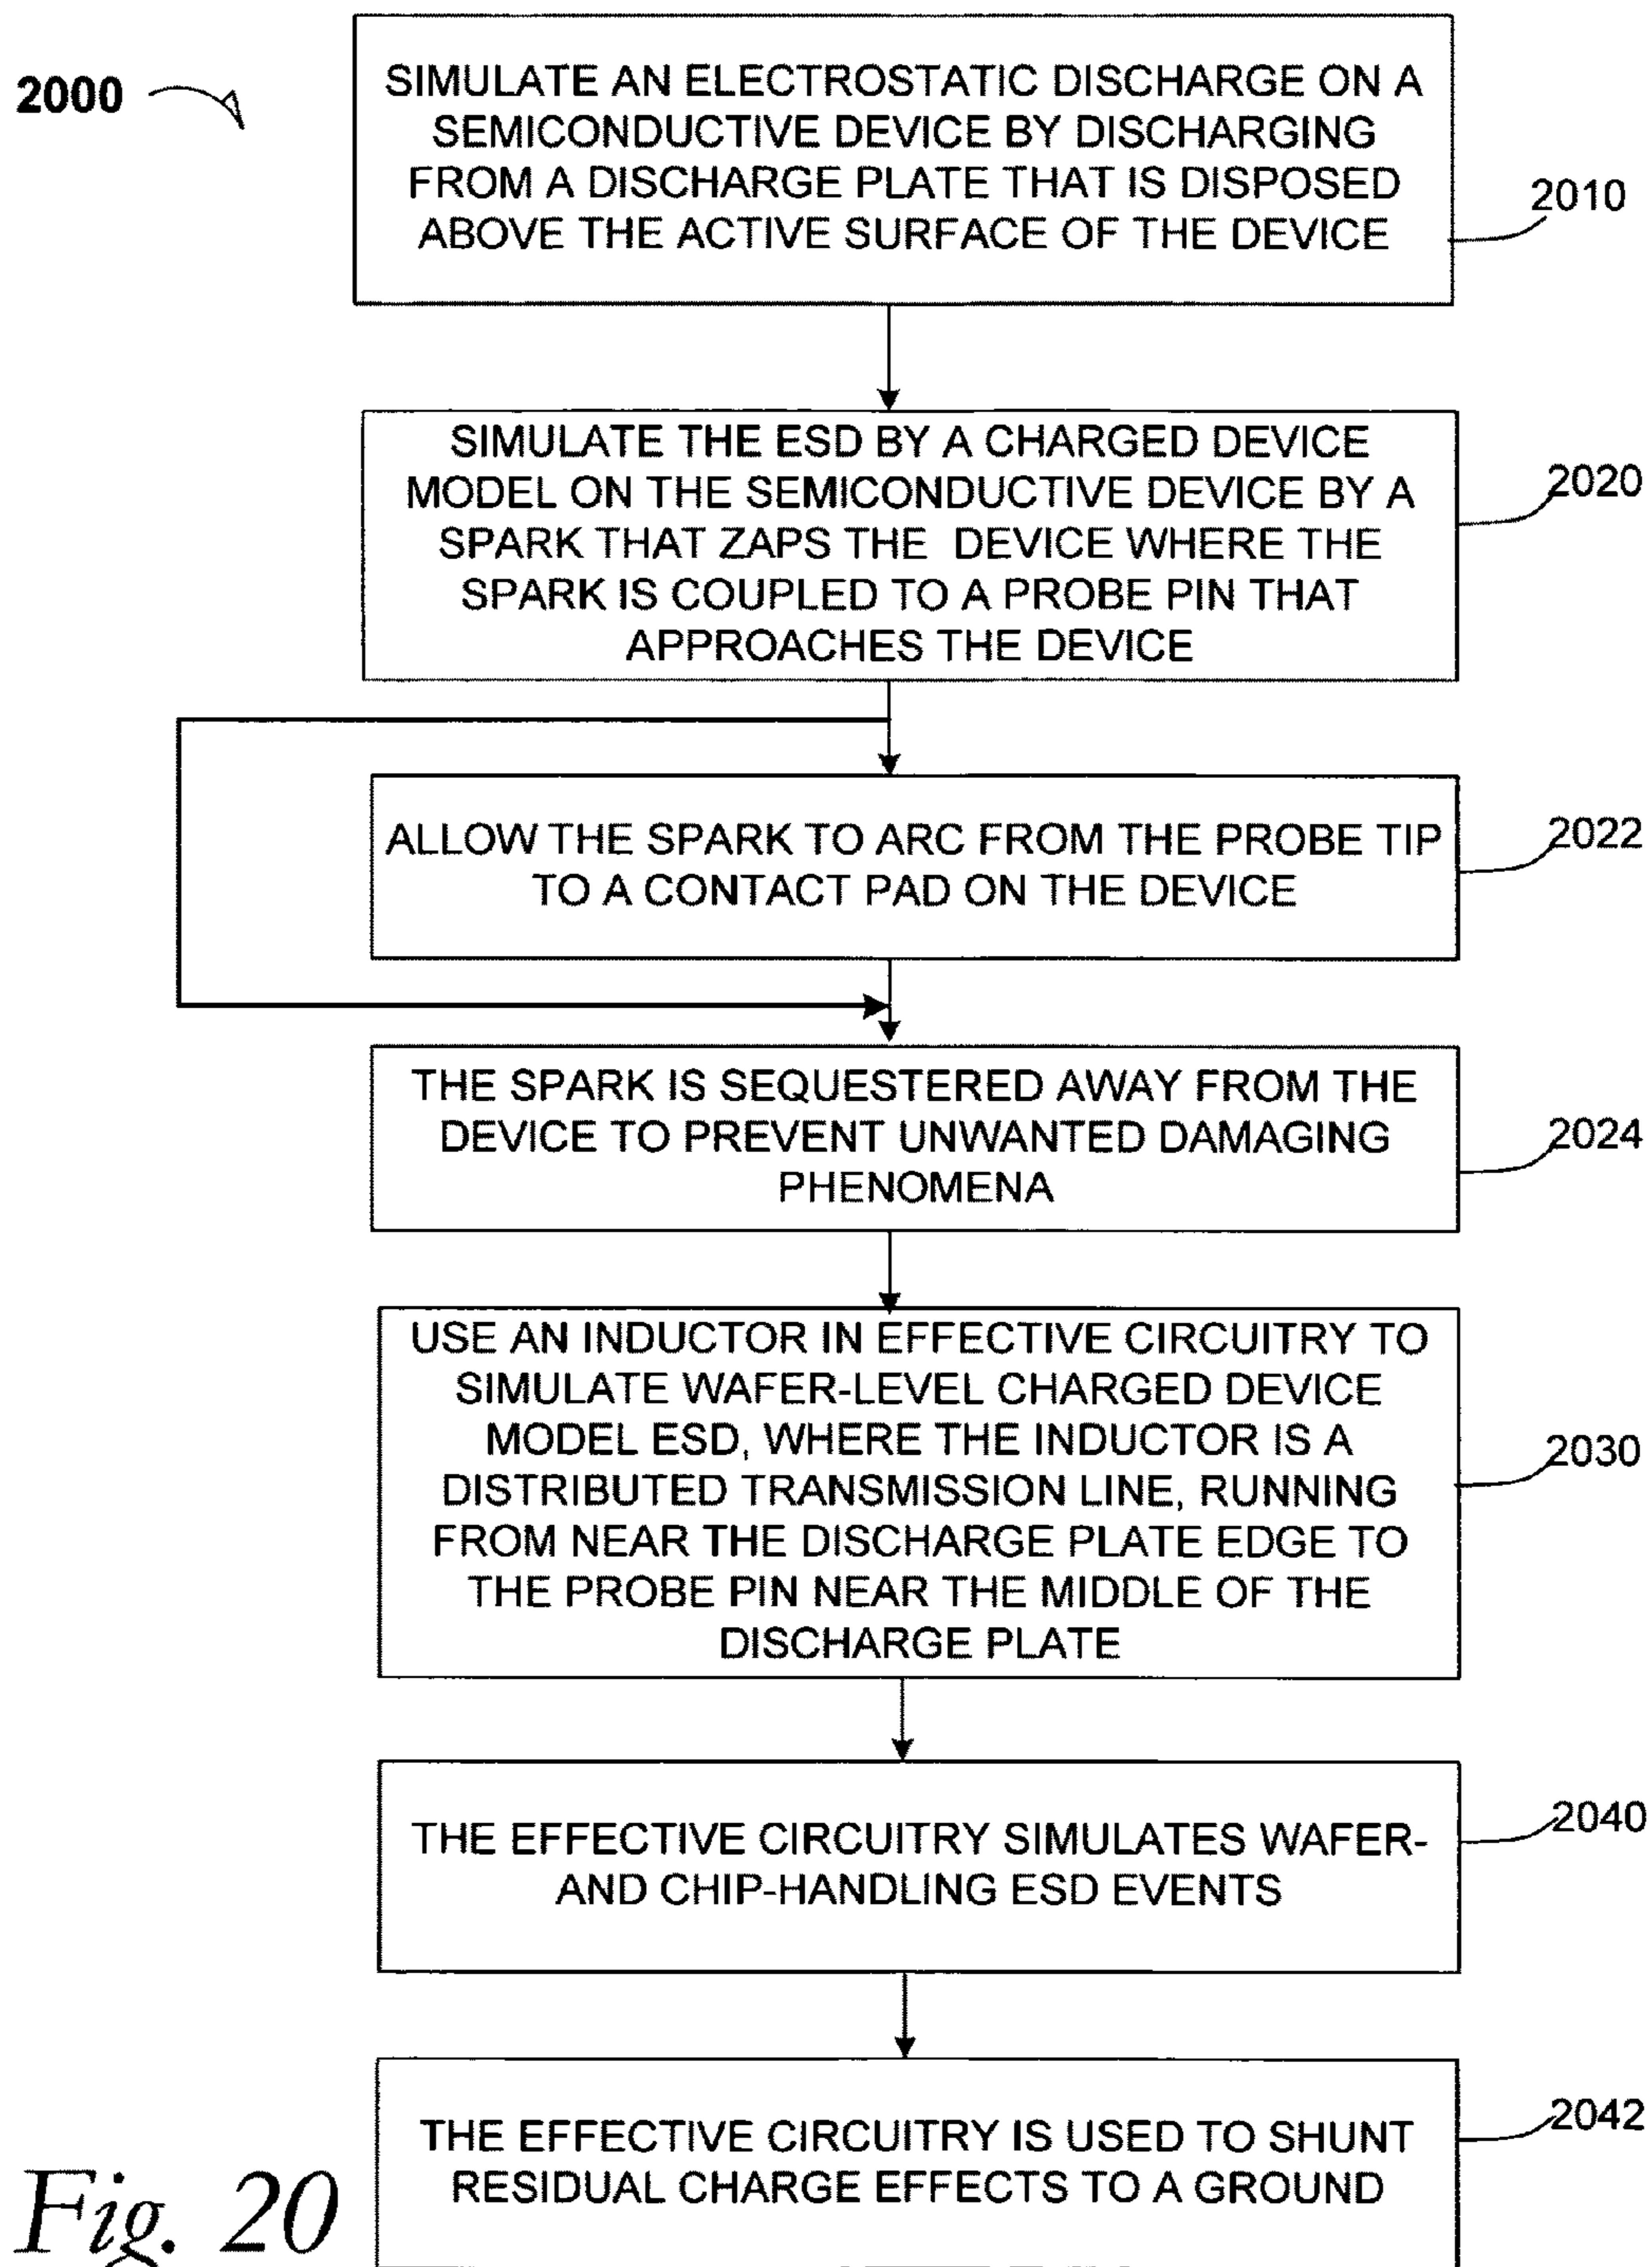 2000
SIMULATE AN ELECTROSTATIC DISCHARGE ON A
SEMICONDUCTIVE DEVICE BY DISCHARGING
FROM A DISCHARGE PLATE THAT IS DISPOSED
ABOVE THE ACTIVE SURFACE OF THE DEVICE
2010
SIMULATE THE ESD BY A CHARGED DEVICE
MODEL ON THE SEMICONDUCTIVE DEVICE BY A
SPARK THAT ZAPS THE DEVICE WHERE THE
SPARK IS COUPLED TO A PROBE PIN THAT
APPROACHES THE DEVICE
2020
ALLOW THE SPARK TO ARC FROM THE PROBE TIP
TO A CONTACT PAD ON THE DEVICE
2022
THE SPARK IS SEQUESTERED AWAY FROM THE
DEVICE TO PREVENT UNWANTED DAMAGING
PHENOMENA
2024
USE AN INDUCTOR IN EFFECTIVE CIRCUITRY TO
SIMULATE WAFER-LEVEL CHARGED DEVICE
MODEL ESD, WHERE THE INDUCTOR IS A
DISTRIBUTED TRANSMISSION LINE, RUNNING
FROM NEAR THE DISCHARGE PLATE EDGE TO
THE PROBE PIN NEAR THE MIDDLE OF THE
DISCHARGE PLATE
2030
THE EFFECTIVE CIRCUITRY SIMULATES WAFER-
AND CHIP-HANDLING ESD EVENTS
2040
THE EFFECTIVE CIRCUITRY IS USED TO SHUNT
RESIDUAL CHARGE EFFECTS TO A GROUND
2042
Fig. 20